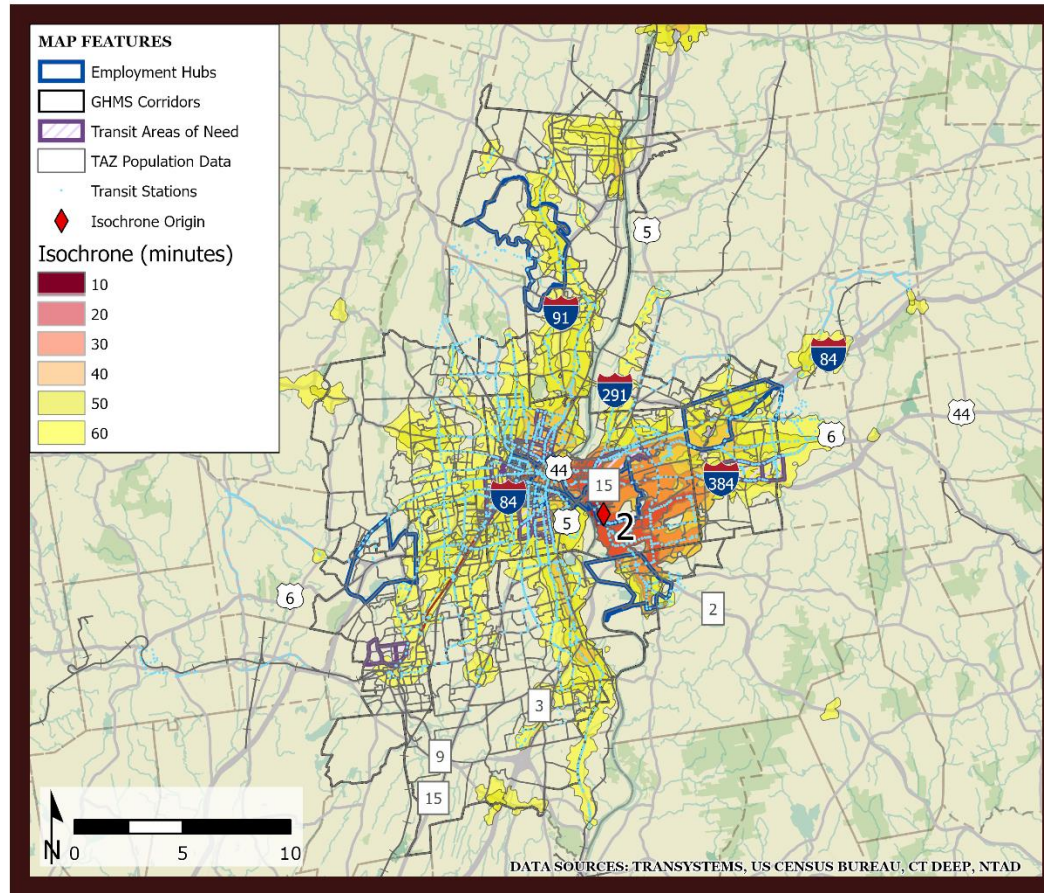 MAP FEATURES
Employment Hubs
GHMS Corridors
Transit Areas of Need
TAZ Population Data
Transit Stations
Isochrone Origin
Isochrone (minutes)
10
20
30
40
50
60
5
91
84
291
44
6
44
15
384
84
5
2
6
2
3
9
15
N
0 5 10
DATA SOURCES: TRANSYSTEMS, US CENSUS BUREAU, CT DEEP, NTAD